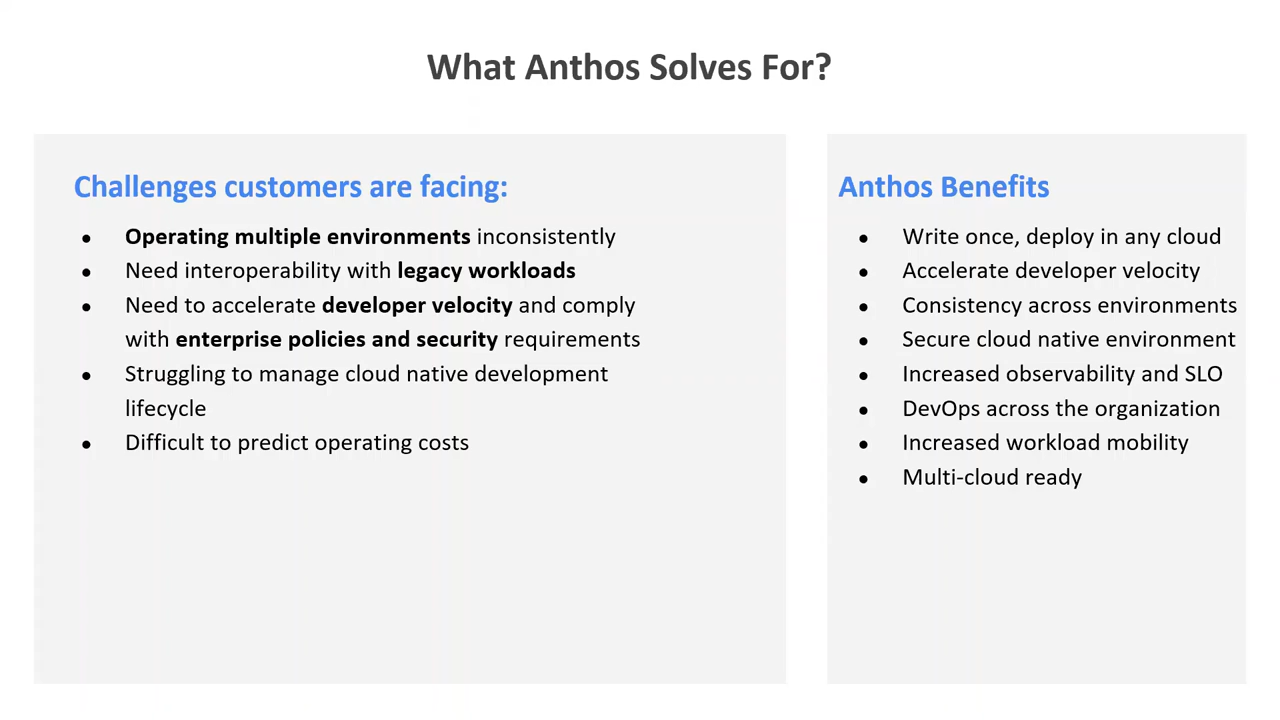 What Anthos Solves For?
Challenges customers are facing:
● Operating multiple environments inconsistently
● Need interoperability with legacy workloads
● Need to accelerate developer velocity and comply
with enterprise policies and security requirements
● Struggling to manage cloud native development
lifecycle
● Difficult to predict operating costs
Anthos Benefits
● Write once, deploy in any cloud
● Accelerate developer velocity
● Consistency across environments
● Secure cloud native environment
● Increased observability and SLO
● DevOps across the organization
● Increased workload mobility
● Multi-cloud ready